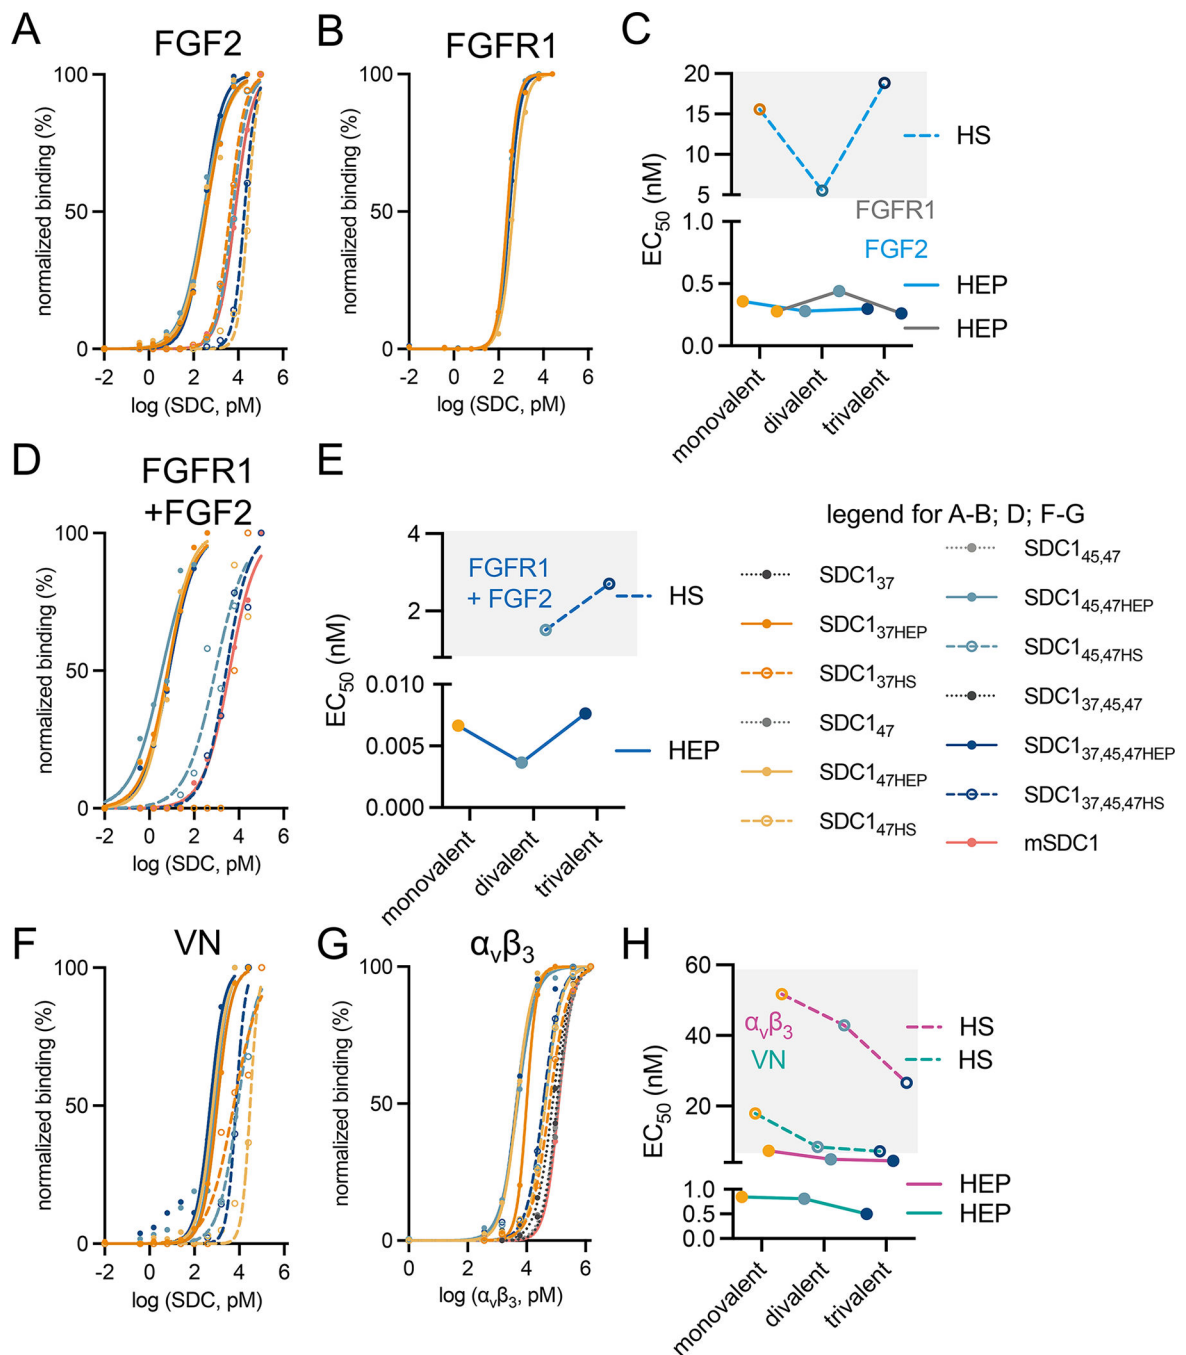 A
FGF2
normalized binding (%)
100
50
0
-2 0 2 4 6
log (SDC, pM)
B
FGFR1
normalized binding (%)
100
50
0
-2 0 2 4 6
log (SDC, pM)
C
EC50 (nM)
20
15
10
5
1.0
0.5
0.0
HS
FGFR1
FGF2
HEP
HEP
monovalent
divalent
trivalent
D
FGFR1
+FGF2
normalized binding (%)
100
50
0
-2 0 2 4 6
log (SDC, pM)
E
EC50 (nM)
4
2
0.010
0.005
0.000
FGFR1
+ FGF2
HS
HEP
monovalent
divalent
trivalent
legend for A-B; D; F-G
SDC137
SDC137HEP
SDC137HS
SDC147
SDC147HEP
SDC147HS
SDC145,47
SDC145,47HEP
SDC145,47HS
SDC137,45,47
SDC137,45,47HEP
SDC137,45,47HS
mSDC1
F
VN
normalized binding (%)
100
50
0
-2 0 2 4 6
log (SDC, pM)
G
αvβ3
normalized binding (%)
100
50
0
0 2 4 6
log (αvβ3, pM)
H
EC50 (nM)
60
40
20
1.0
0.5
0.0
αvβ3
VN
HS
HS
HEP
HEP
monovalent
divalent
trivalent